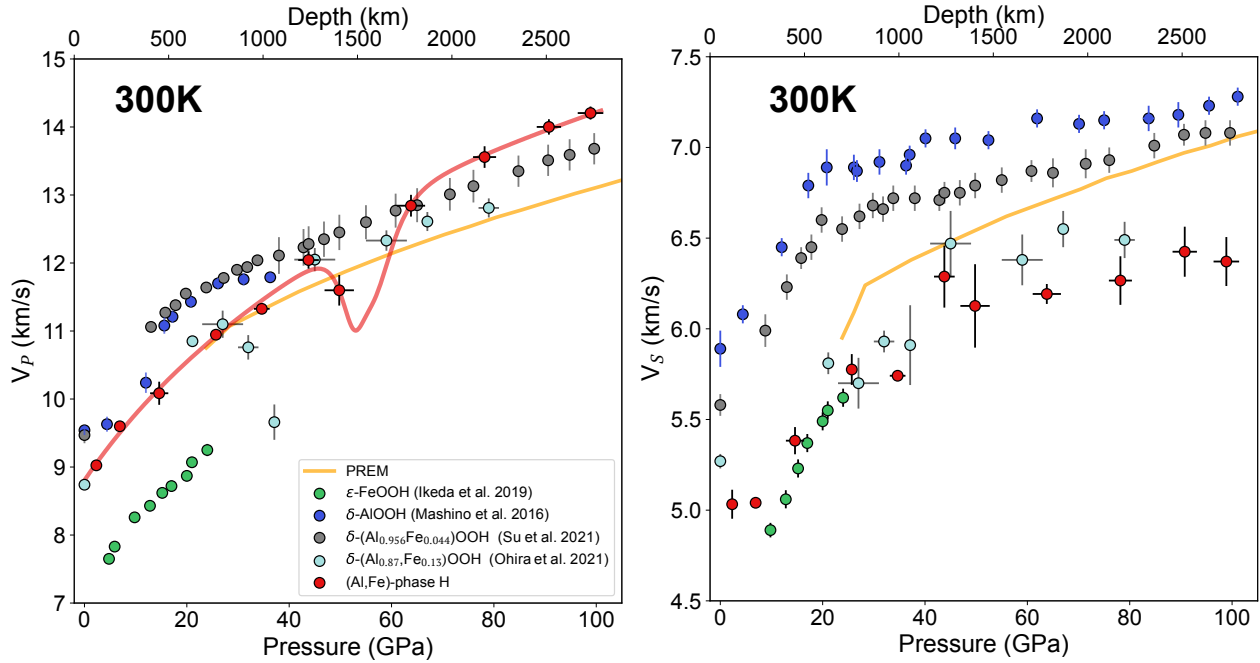 Depth (km)
0 500 1000 1500 2000 2500
15
14
13
12
11
10
9
8
7
V_P (km/s)
300K
PREM
ε-FeOOH (Ikeda et al. 2019)
δ-AlOOH (Mashino et al. 2016)
δ-(Al₀.₉₅₆Fe₀.₀₄₄)OOH (Su et al. 2021)
δ-(Al₀.₈₇,Fe₀.₁₃)OOH (Ohira et al. 2021)
(Al,Fe)-phase H
0 20 40 60 80 100
Pressure (GPa)
Depth (km)
0 500 1000 1500 2000 2500
7.5
7.0
6.5
6.0
5.5
5.0
4.5
V_S (km/s)
300K
0 20 40 60 80 100
Pressure (GPa)